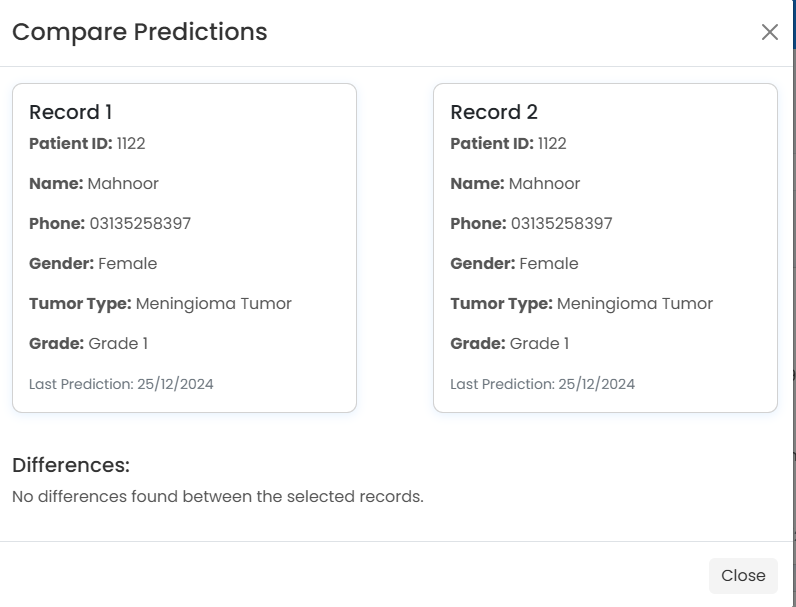 Compare Predictions
Record 1
Patient ID: 1122
Name: Mahnoor
Phone: 03135258397
Gender: Female
Tumor Type: Meningioma Tumor
Grade: Grade 1
Last Prediction: 25/12/2024
Record 2
Patient ID: 1122
Name: Mahnoor
Phone: 03135258397
Gender: Female
Tumor Type: Meningioma Tumor
Grade: Grade 1
Last Prediction: 25/12/2024
Differences:
No differences found between the selected records.
Close